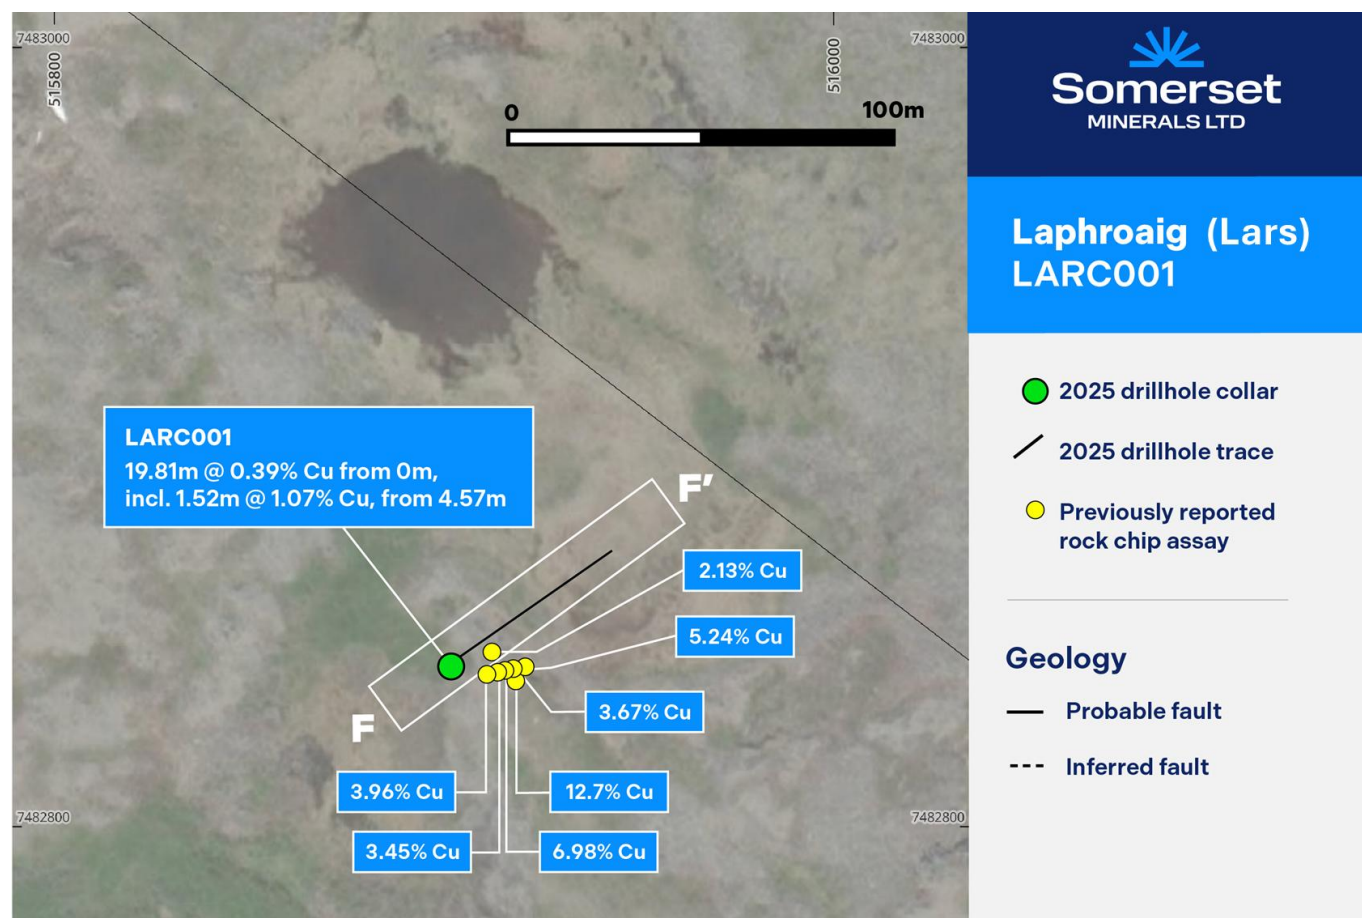 7483000
515800
516000
7483000
0
100m
LARC001
19.81m @ 0.39% Cu from 0m,
incl. 1.52m @ 1.07% Cu, from 4.57m
F'
2.13% Cu
5.24% Cu
3.67% Cu
F
3.96% Cu
12.7% Cu
3.45% Cu
6.98% Cu
7482800
7482800
Somerset
MINERALS LTD
Laphroaig (Lars)
LARC001
2025 drillhole collar
2025 drillhole trace
Previously reported
rock chip assay
Geology
Probable fault
Inferred fault